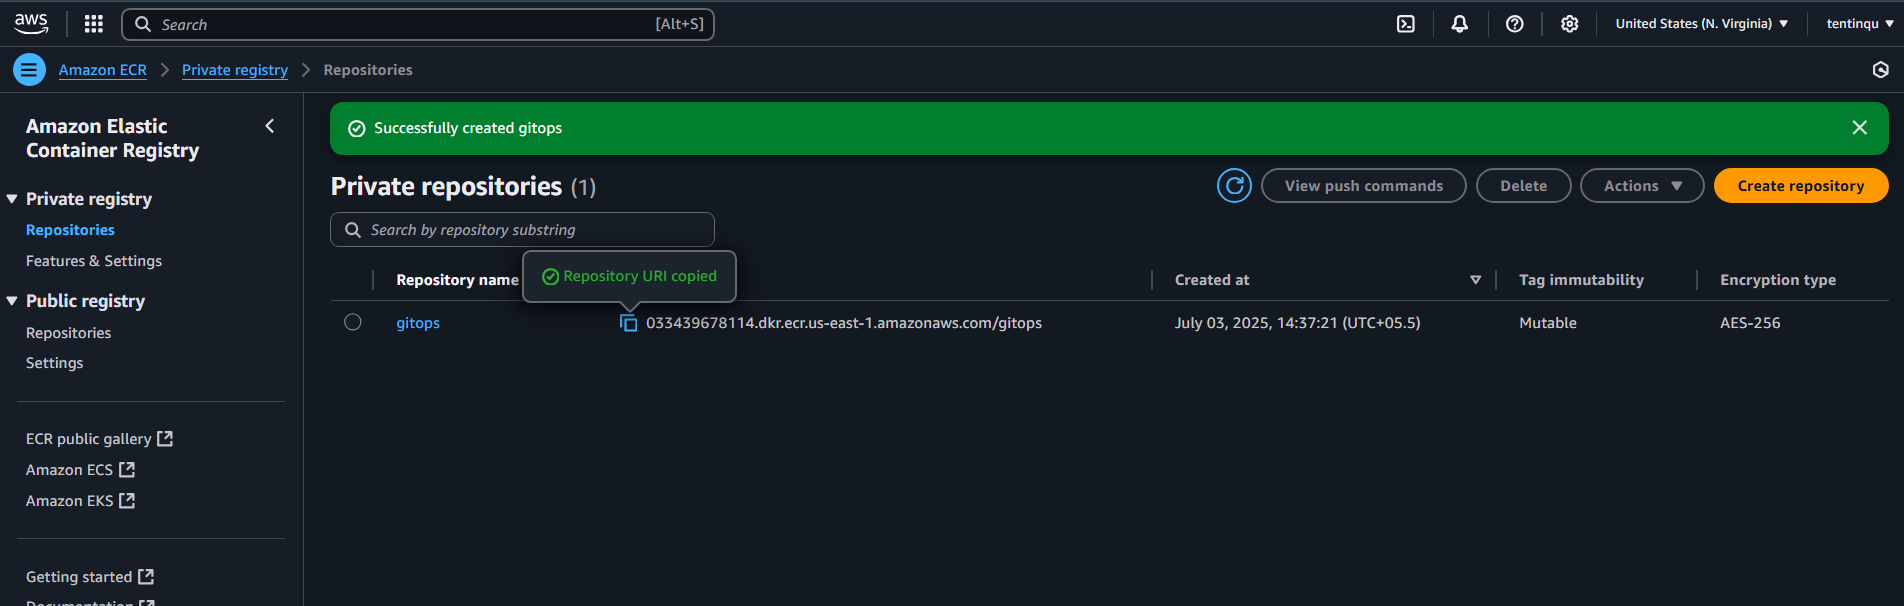 aws
Search [Alt+S]
United States (N. Virginia)
tentinqu
Amazon ECR
Private registry
Repositories
Amazon Elastic
Container Registry
Private registry
Repositories
Features & Settings
Public registry
Repositories
Settings
ECR public gallery
Amazon ECS
Amazon EKS
Getting started
Documentation
Successfully created gitops
Private repositories (1)
View push commands
Delete
Actions
Create repository
Search by repository substring
Repository URI copied
Repository name
Created at
Tag immutability
Encryption type
gitops
033439678114.dkr.ecr.us-east-1.amazonaws.com/gitops
July 03, 2025, 14:37:21 (UTC+05.5)
Mutable
AES-256